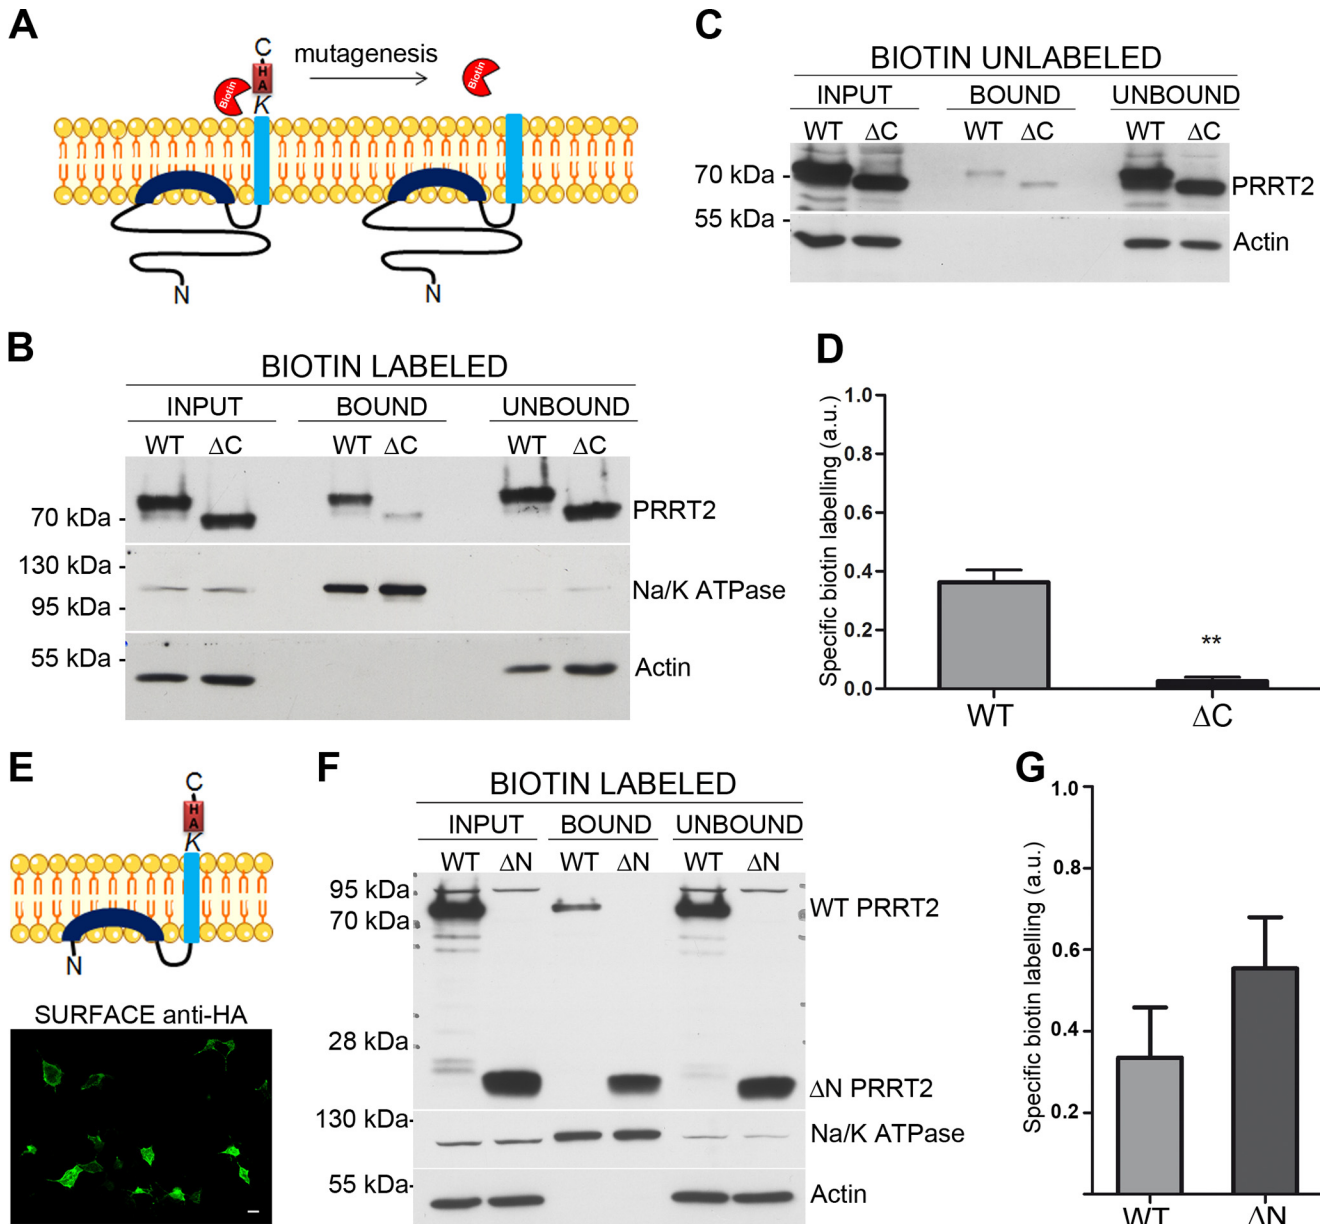 A
C
HA
K
Biotin
mutagenesis
Biotin
N
N
C
BIOTIN UNLABELED
INPUT BOUND UNBOUND
WT ΔC WT ΔC WT ΔC
70 kDa
PRRT2
55 kDa
Actin
B
BIOTIN LABELED
INPUT BOUND UNBOUND
WT ΔC WT ΔC WT ΔC
70 kDa
PRRT2
130 kDa
Na/K ATPase
95 kDa
55 kDa
Actin
D
Specific biotin labelling (a.u.)
1.0
0.8
0.6
0.4
0.2
0.0
**
WT ΔC
E
C
HA
K
N
SURFACE anti-HA
F
BIOTIN LABELED
INPUT BOUND UNBOUND
WT ΔN WT ΔN WT ΔN
95 kDa
WT PRRT2
70 kDa
28 kDa
ΔN PRRT2
130 kDa
Na/K ATPase
55 kDa
Actin
G
Specific biotin labelling (a.u.)
1.0
0.8
0.6
0.4
0.2
WT ΔN